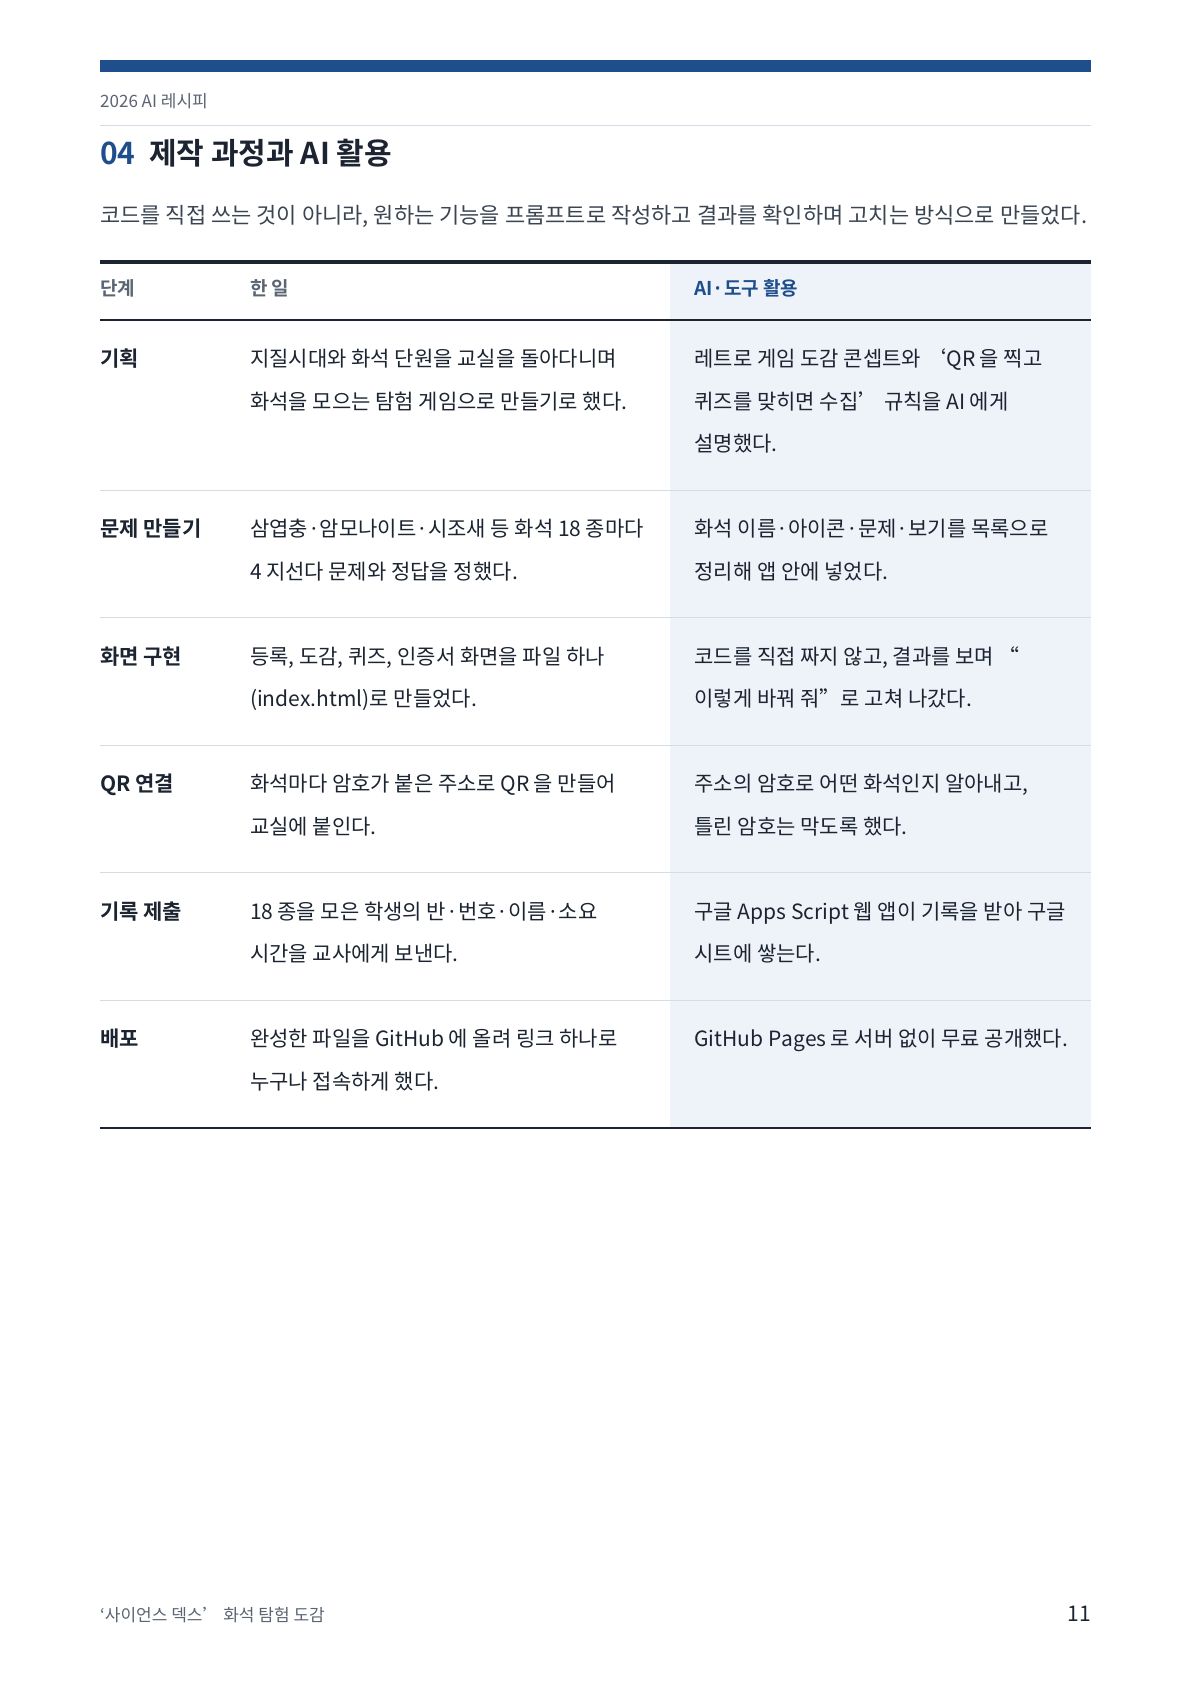 2026 AI 레시피
04 제작 과정과 AI 활용
코드를 직접 쓰는 것이 아니라, 원하는 기능을 프롬프트로 작성하고 결과를 확인하며 고치는 방식으로 만들었다.
단계 한 일 AI·도구 활용
기획
지질시대와 화석 단원을 교실을 돌아다니며
화석을 모으는 탐험 게임으로 만들기로 했다.
레트로 게임 도감 콘셉트와 ‘QR을 찍고
퀴즈를 맞히면 수집’ 규칙을 AI에게
설명했다.
문제 만들기
삼엽충·암모나이트·시조새 등 화석 18종마다
4지선다 문제와 정답을 정했다.
화석 이름·아이콘·문제·보기를 목록으로
정리해 앱 안에 넣었다.
화면 구현
등록, 도감, 퀴즈, 인증서 화면을 파일 하나
(index.html)로 만들었다.
코드를 직접 짜지 않고, 결과를 보며 “
이렇게 바꿔 줘”로 고쳐 나갔다.
QR 연결
화석마다 암호가 붙은 주소로 QR을 만들어
교실에 붙인다.
주소의 암호로 어떤 화석인지 알아내고,
틀린 암호는 막도록 했다.
기록 제출
18종을 모은 학생의 반·번호·이름·소요
시간을 교사에게 보낸다.
구글 Apps Script 웹 앱이 기록을 받아 구글
시트에 쌓는다.
배포
완성한 파일을 GitHub에 올려 링크 하나로
누구나 접속하게 했다.
GitHub Pages로 서버 없이 무료 공개했다.
‘사이언스 덱스’ 화석 탐험 도감
11